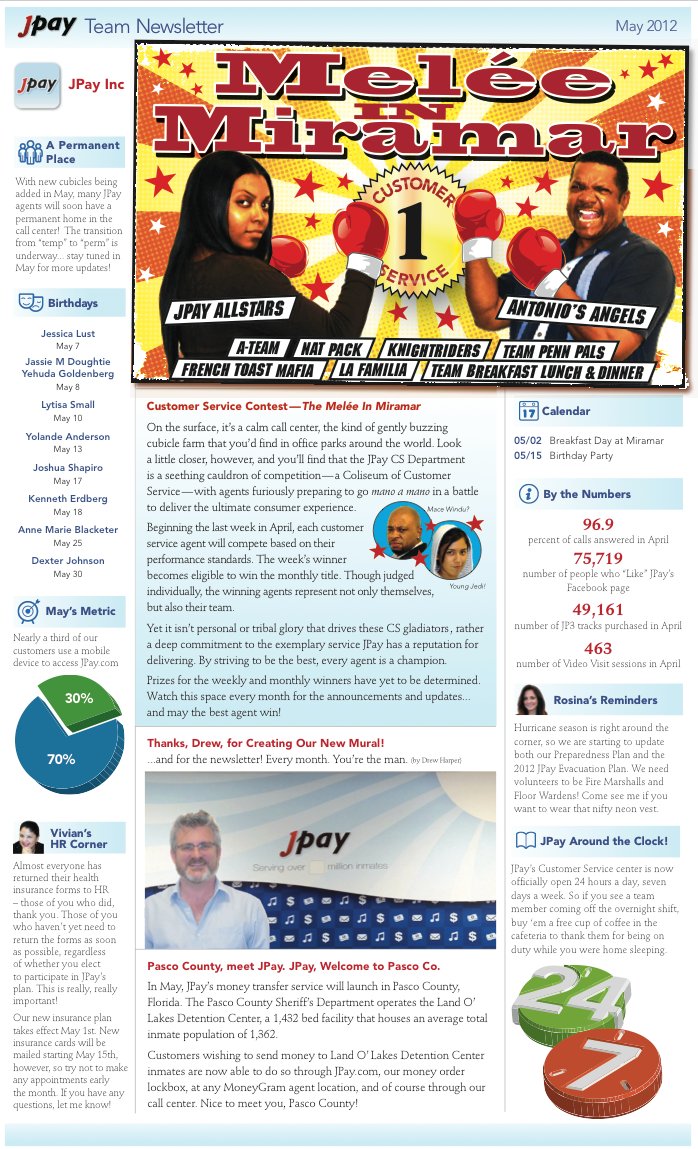 Jpay Team Newsletter
May 2012
jpay
JPay Inc
A Permanent
Place
With new cubicles being
added in May, many JPay
agents will soon have a
permanent home in the
call center! The transition
from “temp” to “perm” is
underway... stay tuned in
May for more updates!
Birthdays
Jessica Lust
May 7
Jassie M Doughtie
Yehuda Goldenberg
May 8
Lytisa Small
May 10
Yolande Anderson
May 13
Joshua Shapiro
May 17
Kenneth Erdberg
May 18
Anne Marie Blacketer
May 25
Dexter Johnson
May 30
May’s Metric
Nearly a third of our
customers use a mobile
device to access JPay.com
30%
70%
Vivian’s
HR Corner
Almost everyone has
returned their health
insurance forms to HR
– those of you who did,
thank you. Those of you
who haven’t yet need to
return the forms as soon
as possible, regardless
of whether you elect
to participate in JPay’s
plan. This is really, really
important!
Our new insurance plan
takes effect May 1st. New
insurance cards will be
mailed starting May 15th,
however, so try not to make
any appointments early
the month. If you have any
questions, let me know!
Melée
IN
Miramar
CUSTOMER
1
SERVICE
JPAY ALLSTARS
ANTONIO’S ANGELS
A-TEAM
NAT PACK
KNIGHTRIDERS
TEAM PENN PALS
FRENCH TOAST MAFIA
LA FAMILIA
TEAM BREAKFAST LUNCH & DINNER
Customer Service Contest—The Melée In Miramar
On the surface, it’s a calm call center, the kind of gently buzzing
cubicle farm that you’d find in office parks around the world. Look
a little closer, however, and you’ll find that the JPay CS Department
is a seething cauldron of competition—a Coliseum of Customer
Service—with agents furiously preparing to go mano a mano in a battle
to deliver the ultimate consumer experience.
Mace Windu?
Young Jedi!
Beginning the last week in April, each customer
service agent will compete based on their
performance standards. The week’s winner
becomes eligible to win the monthly title. Though judged
individually, the winning agents represent not only themselves,
but also their team.
Yet it isn’t personal or tribal glory that drives these CS gladiators, rather
a deep commitment to the exemplary service JPay has a reputation for
delivering. By striving to be the best, every agent is a champion.
Prizes for the weekly and monthly winners have yet to be determined.
Watch this space every month for the announcements and updates...
and may the best agent win!
Thanks, Drew, for Creating Our New Mural!
...and for the newsletter! Every month. You’re the man. (by Drew Harper)
jpay
Serving over million inmates
Pasco County, meet JPay. JPay, Welcome to Pasco Co.
In May, JPay’s money transfer service will launch in Pasco County,
Florida. The Pasco County Sheriff’s Department operates the Land O’
Lakes Detention Center, a 1,432 bed facility that houses an average total
inmate population of 1,362.
Customers wishing to send money to Land O’ Lakes Detention Center
inmates are now able to do so through JPay.com, our money order
lockbox, at any MoneyGram agent location, and of course through our
call center. Nice to meet you, Pasco County!
17
Calendar
05/02 Breakfast Day at Miramar
05/15 Birthday Party
By the Numbers
96.9
percent of calls answered in April
75,719
number of people who “Like” JPay’s
Facebook page
49,161
number of JP3 tracks purchased in April
463
number of Video Visit sessions in April
Rosina’s Reminders
Hurricane season is right around the
corner, so we are starting to update
both our Preparedness Plan and the
2012 JPay Evacuation Plan. We need
volunteers to be Fire Marshalls and
Floor Wardens! Come see me if you
want to wear that nifty neon vest.
JPay Around the Clock!
JPay’s Customer Service center is now
officially open 24 hours a day, seven
days a week. So if you see a team
member coming off the overnight shift,
buy ’em a free cup of coffee in the
cafeteria to thank them for being on
duty while you were home sleeping.
24
7